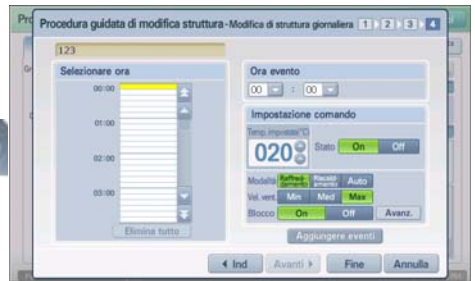 Procedura guidata di modifica struttura-Modifica di struttura giornaliera 1 2 3 4
123
Selezionare ora
00:00
01:00
02:00
03:00
Elimina tutto
Ora evento
00 : 00
Impostazione comando
Temp. impostata(°C)
020
Stato On Off
Modalità Raffred-damento Riscald-amento Auto
Vel. vent. Min Med Max
Blocco On Off Avanz.
Aggiungere eventi
Ind Avanti Fine Annulla